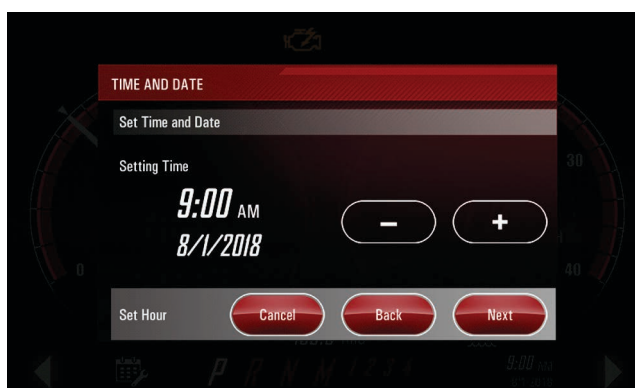 TIME AND DATE
Set Time and Date
Setting Time
9:00 AM
- +
8/1/2018
30
0
40
Set Hour Cancel Back Next
P R N M 1 2 3 4 9:00 AM